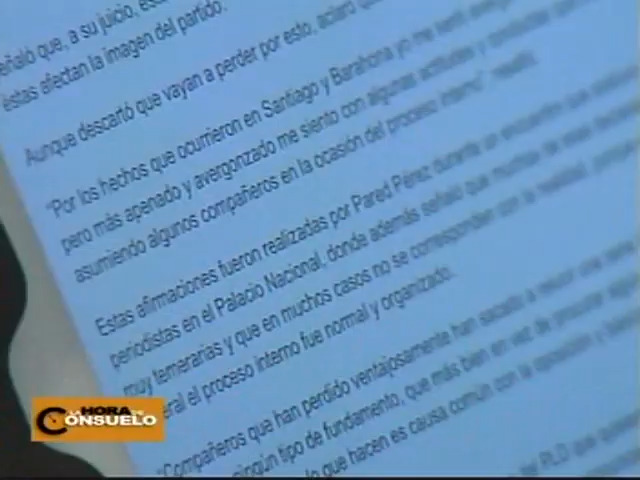 eñaló que, a su juicio,
éstas afectan la imagen del partido.
Aunque descartó que vayan a perder por esto, aclaró
"Por los hechos que ocurrieron en Santiago y Barahona yo me sentí
pero más apenado y avergonzado me siento con algunas actitudes y
asumiendo algunos compañeros en la ocasión del proceso interno",
Estas afirmaciones fueron realizadas por Pared Pérez durante un encuentro que
periodistas en el Palacio Nacional, donde además señaló que muchas de esas
muy temerarias y que en muchos casos no se corresponden con la realidad,
eral el proceso interno fue normal y organizado.
"Compañeros que han perdido ventajosamente han sacado a relucir una serie
ningún tipo de fundamento, que más bien en vez de procurar
lo que hacen es causa común con la oposición y
PLD que
LA HORA DE
CONSUELO